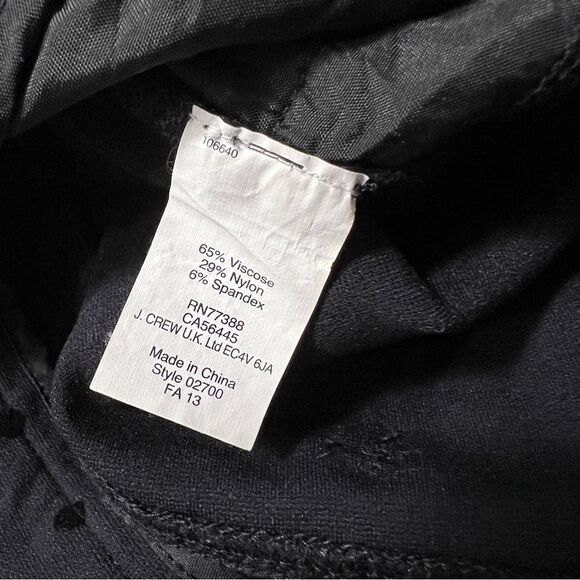 106640
65% Viscose
29% Nylon
6% Spandex
RN77388
CA56445
J. CREW U.K. Ltd EC4V 6JA
Made in China
Style 02700
FA 13